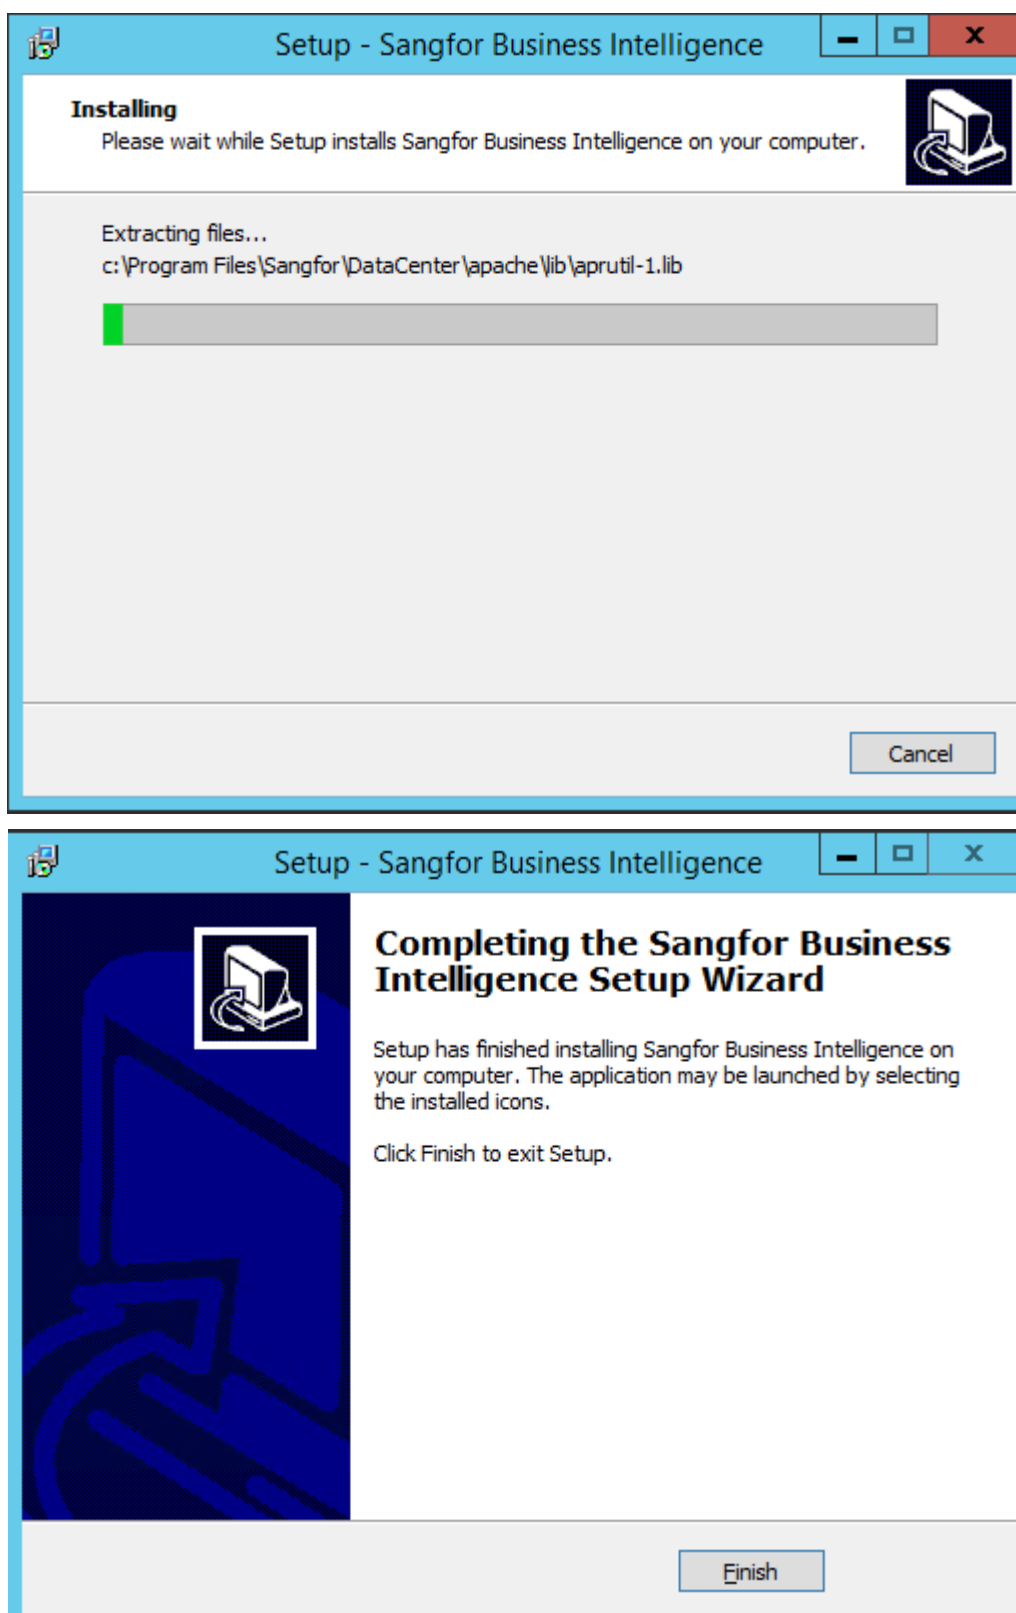 Setup - Sangfor Business Intelligence
Installing
Please wait while Setup installs Sangfor Business Intelligence on your computer.
Extracting files...
c:\Program Files\Sangfor\DataCenter\apache\lib\aprutil-1.lib
Cancel
Setup - Sangfor Business Intelligence
Completing the Sangfor Business
Intelligence Setup Wizard
Setup has finished installing Sangfor Business Intelligence on
your computer. The application may be launched by selecting
the installed icons.
Click Finish to exit Setup.
Finish